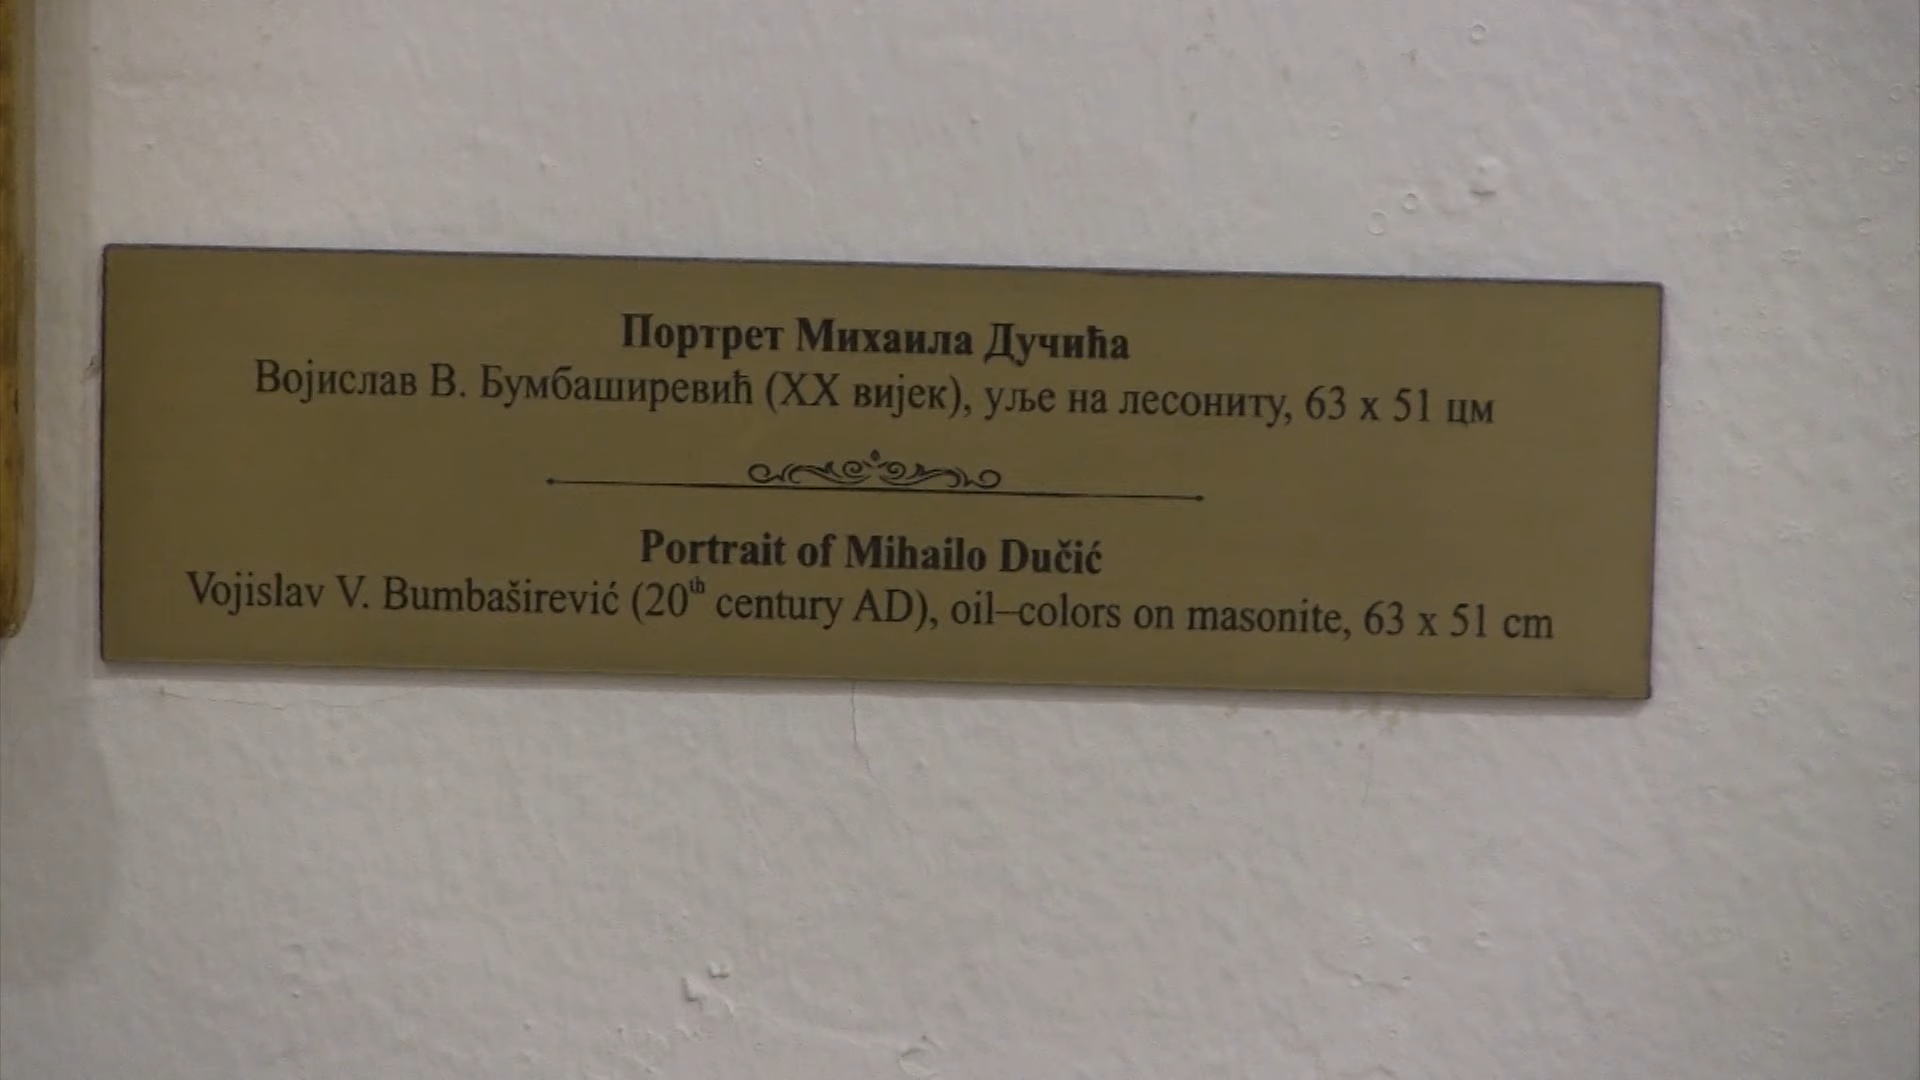 Портрет Михаила Дучића
Војислав В. Бумбаширевић (XX вијек), уље на лесониту, 63 x 51 цм
Portrait of Mihailo Dučić
Vojislav V. Bumbaširević (20th century AD), oil–colors on masonite, 63 x 51 cm